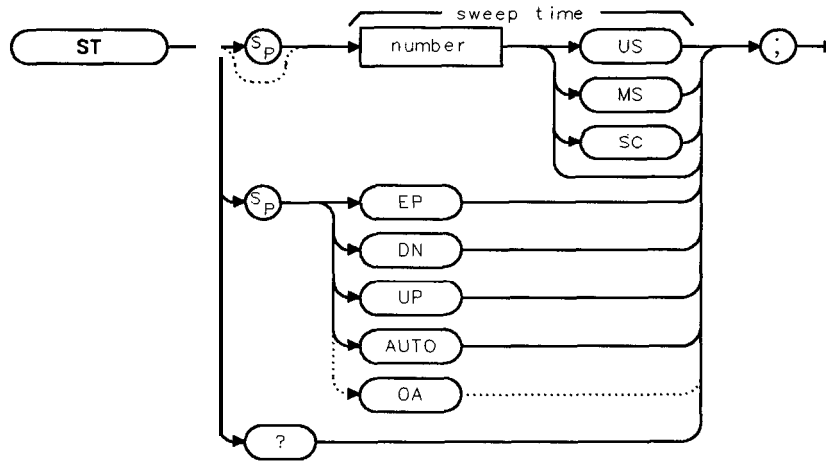 sweep time
ST SP number US ;
MS
SC
SP EP
DN
UP
AUTO
OA
?